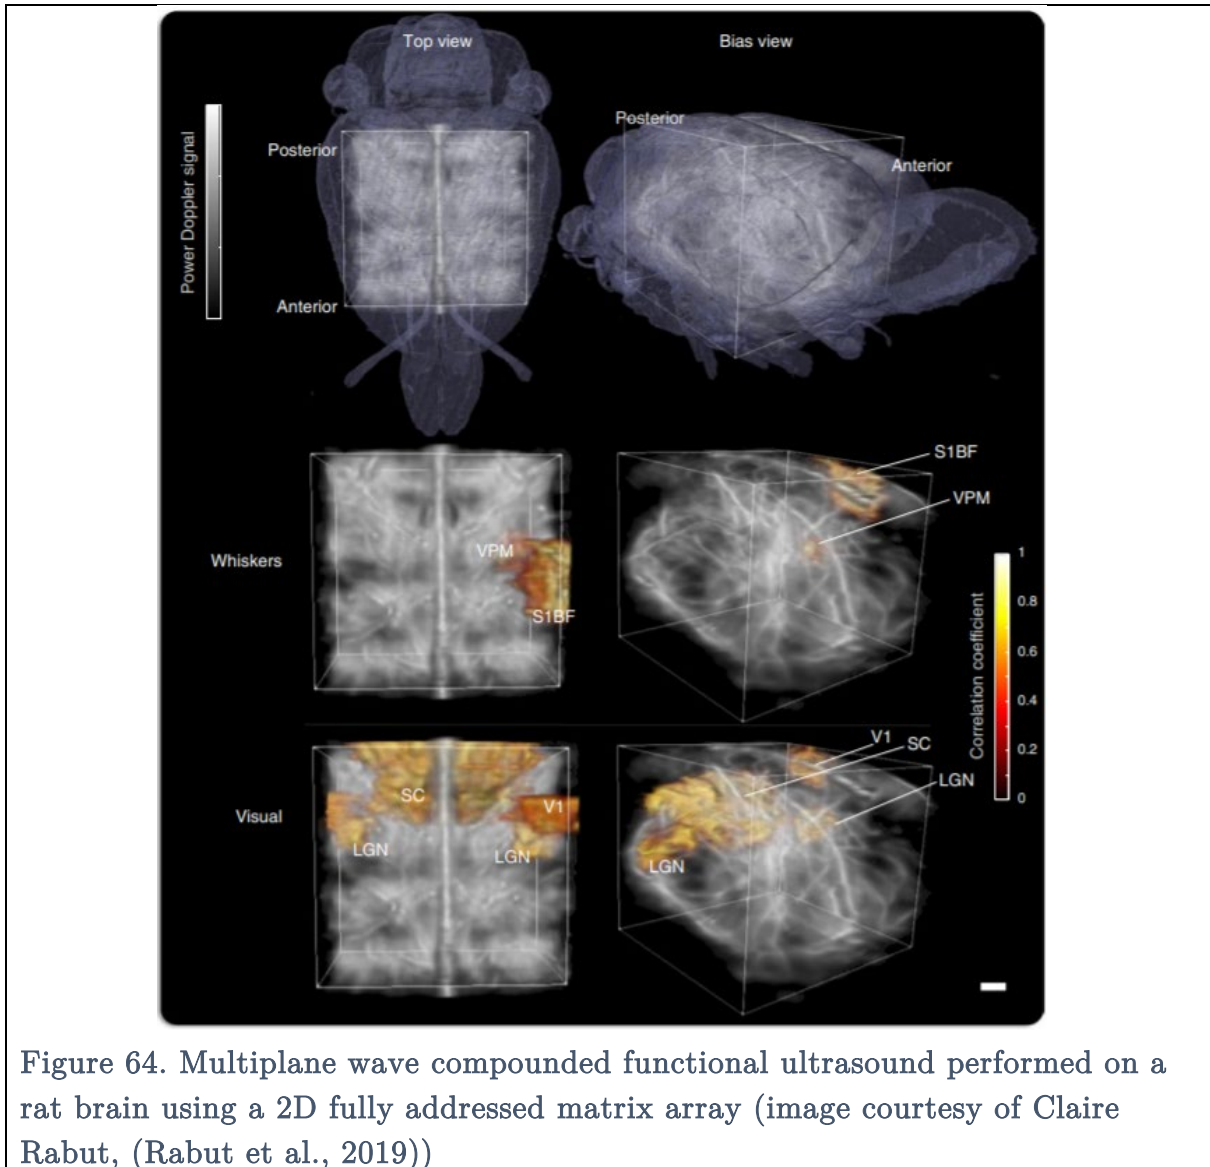 Top view
Bias view
Power Doppler signal
Posterior
Anterior
Posterior
Anterior
Whiskers
VPM
S1BF
S1BF
VPM
Correlation coefficient
1
0.8
0.6
0.4
0.2
0
Visual
SC
V1
LGN
LGN
V1
SC
LGN
LGN
Figure 64. Multiplane wave compounded functional ultrasound performed on a
rat brain using a 2D fully addressed matrix array (image courtesy of Claire
Rabut, (Rabut et al., 2019))